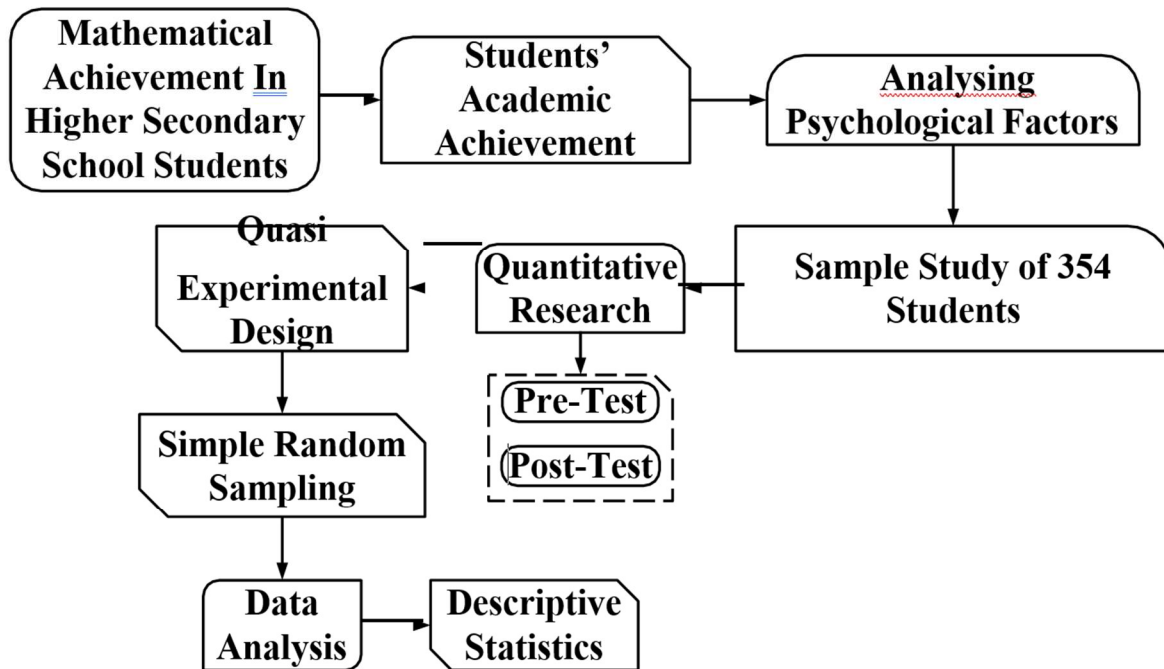 Mathematical
Achievement In
Higher Secondary
School Students
Students’
Academic
Achievement
Analysing
Psychological Factors
Sample Study of 354
Students
Quantitative
Research
Pre-Test
Post-Test
Quasi
Experimental
Design
Simple Random
Sampling
Data
Analysis
Descriptive
Statistics